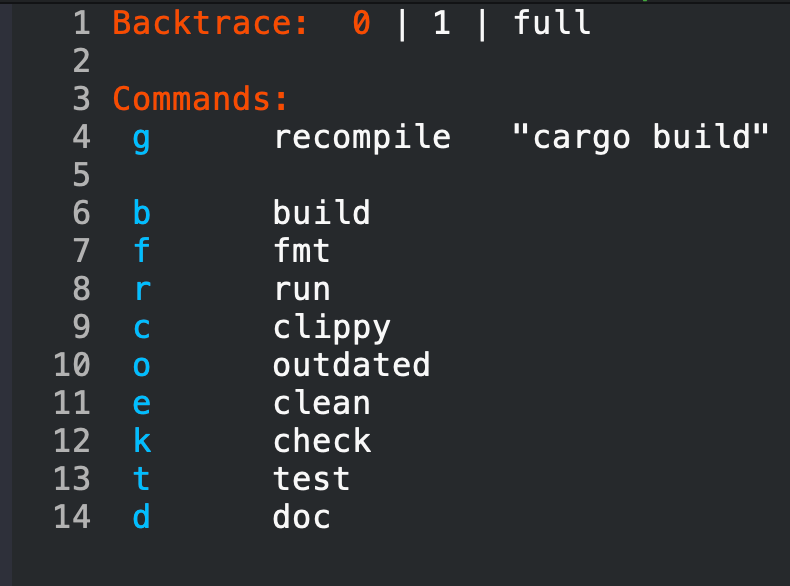 1 Backtrace: 0 | 1 | full
2
3 Commands:
4 g recompile "cargo build"
5
6 b build
7 f fmt
8 r run
9 c clippy
10 o outdated
11 e clean
12 k check
13 t test
14 d doc